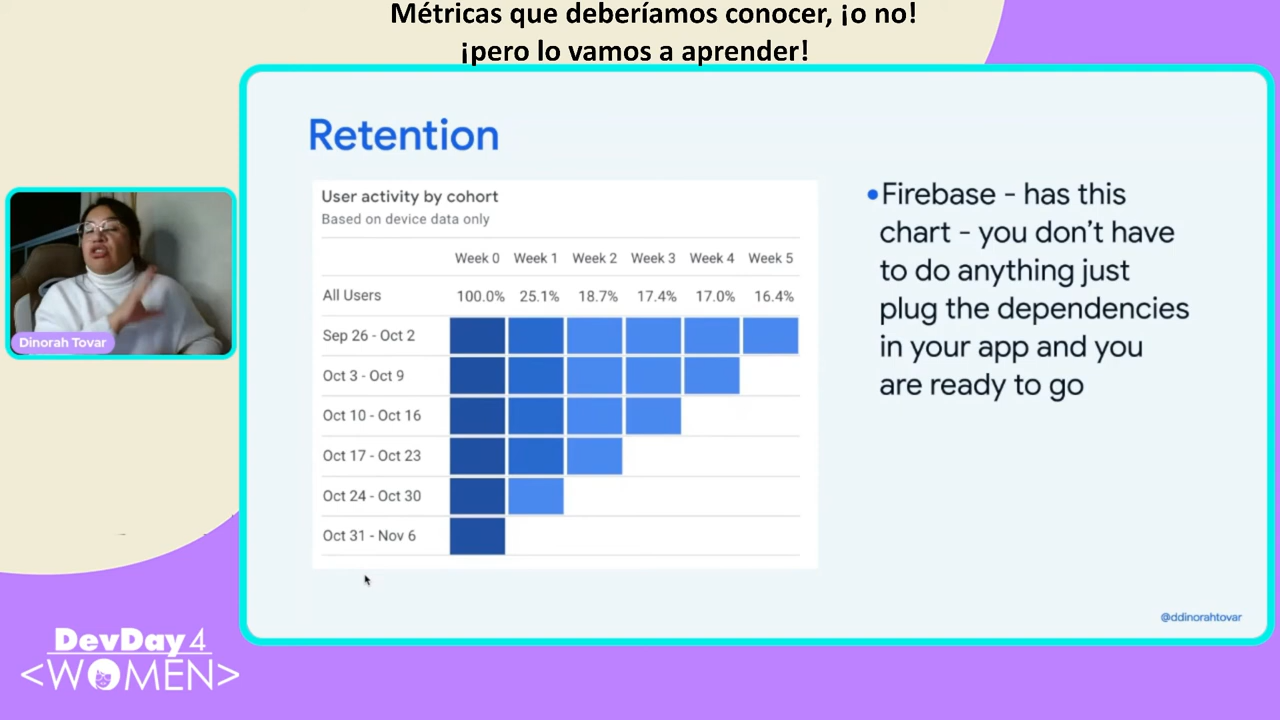 Métricas que deberíamos conocer, ¡o no!
¡pero lo vamos a aprender!
Retention
User activity by cohort
Based on device data only
Week 0 Week 1 Week 2 Week 3 Week 4 Week 5
All Users 100.0% 25.1% 18.7% 17.4% 17.0% 16.4%
Sep 26 - Oct 2
Oct 3 - Oct 9
Oct 10 - Oct 16
Oct 17 - Oct 23
Oct 24 - Oct 30
Oct 31 - Nov 6
•Firebase - has this
chart - you don’t have
to do anything just
plug the dependencies
in your app and you
are ready to go
@ddinorahtovar
Dinorah Tovar
DevDay 4
<WOMEN>